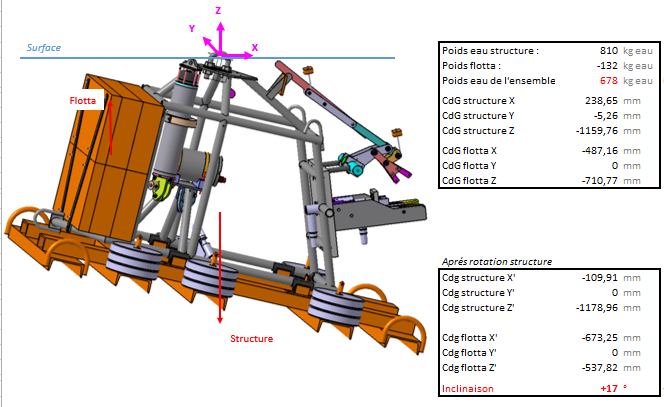 Z
Y
X
Surface
Flotta
Structure
Poids eau structure : 810 kg eau
Poids flotta : -132 kg eau
Poids eau de l'ensemble 678 kg eau
CdG structure X 238,65 mm
CdG structure Y -5,26 mm
CdG structure Z -1159,76 mm
CdG flotta X -487,16 mm
CdG flotta Y 0 mm
CdG flotta Z -710,77 mm
Aprés rotation structure
Cdg structure X' -109,91 mm
Cdg structure Y' 0 mm
Cdg structure Z' -1178,96 mm
Cdg flotta X' -673,25 mm
Cdg flotta Y' 0 mm
Cdg flotta Z' -537,82 mm
Inclinaison +17 °